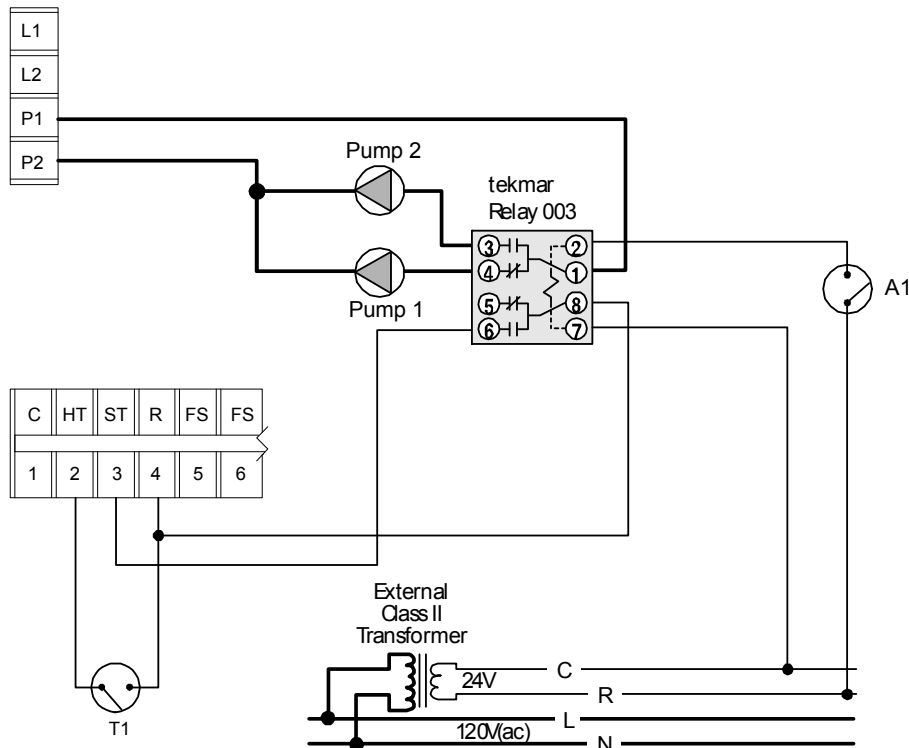 L1
L2
P1
P2
Pump 2
Pump 1
tekmar
Relay 003
3
4
5
6
2
1
8
7
A1
C HT ST R FS FS
1 2 3 4 5 6
T1
External
Class II
Transformer
24V
C
R
L
120V(ac)
N